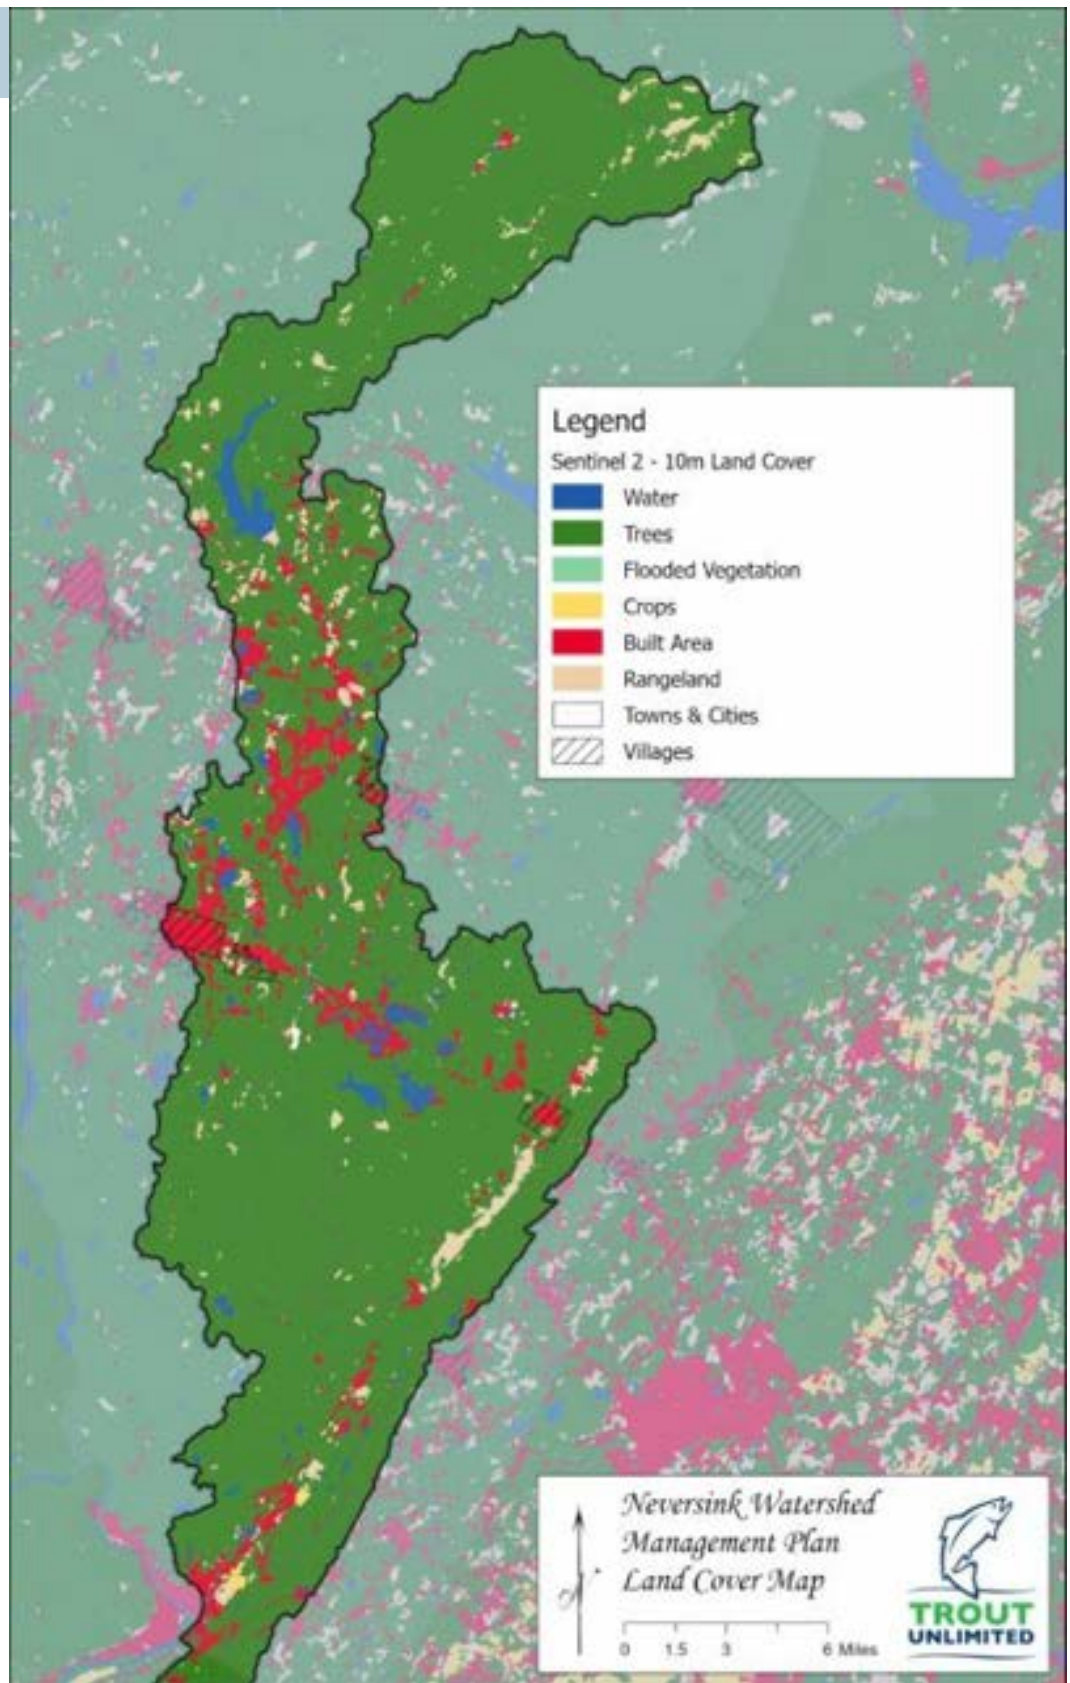 Legend
Sentinel 2 - 10m Land Cover
Water
Trees
Flooded Vegetation
Crops
Built Area
Rangeland
Towns & Cities
Villages
Neversink Watershed
Management Plan
Land Cover Map
N
0 1.5 3 6 Miles
TROUT
UNLIMITED